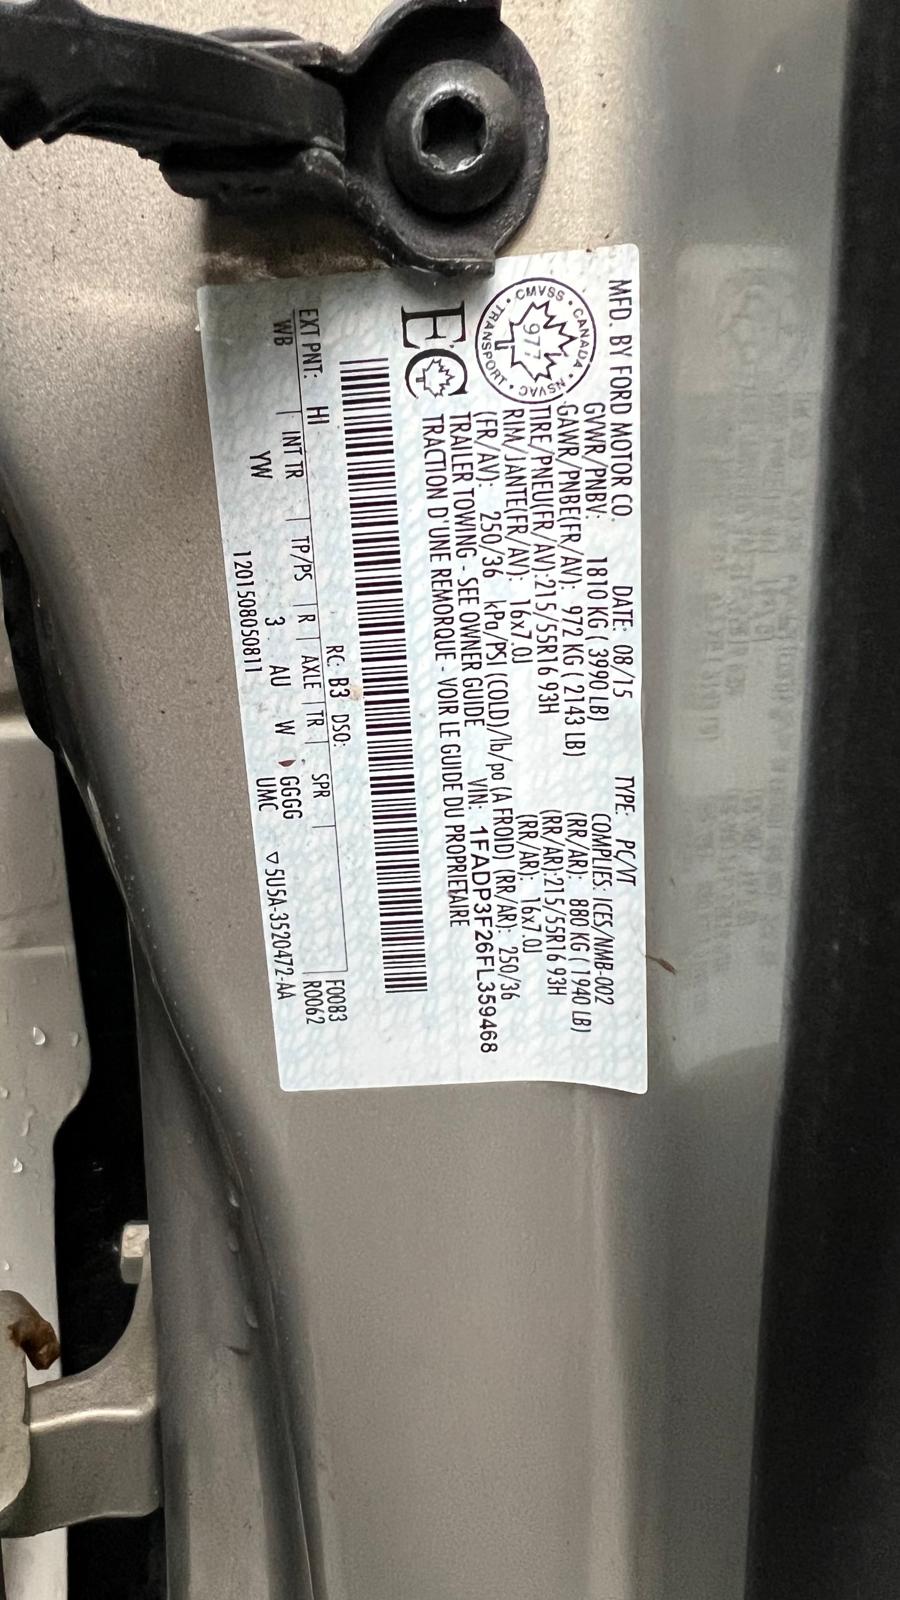 MFD. BY FORD MOTOR CO. DATE: 08/15 TYPE: PC/VT
GVWR/PNBV: 1810 KG ( 3990 LB) COMPLIES: ICES/NMB-002
GAWR/PNBE(FR/AV): 972 KG ( 2143 LB) (RR/AR): 880 KG ( 1940 LB)
TIRE/PNEU(FR/AV):215/55R16 93H (RR/AR:215/55R16 93H
RIM/JANTE(FR/AV): 16x7.0J (RR/AR): 16x7.0J
(FR/AV): 250/36 kPa/PSI (COLD)/lb/po (A FROID) (RR/AR): 250/36
CMVSS • CANADA • NSVAC • TRANSPORT •
977
EC
TRAILER TOWING - SEE OWNER GUIDE VIN: 1FADP3F26FL359468
TRACTION D'UNE REMORQUE - VOIR LE GUIDE DU PROPRIETAIRE
F0083
RC: B3 DSO: R0062
EXT PNT: HI
WB INT TR TP/PS R AXLE TR SPR
YW 3 AU W GGGG
UMC
▽5U5A-3520472-AA
1201508050811